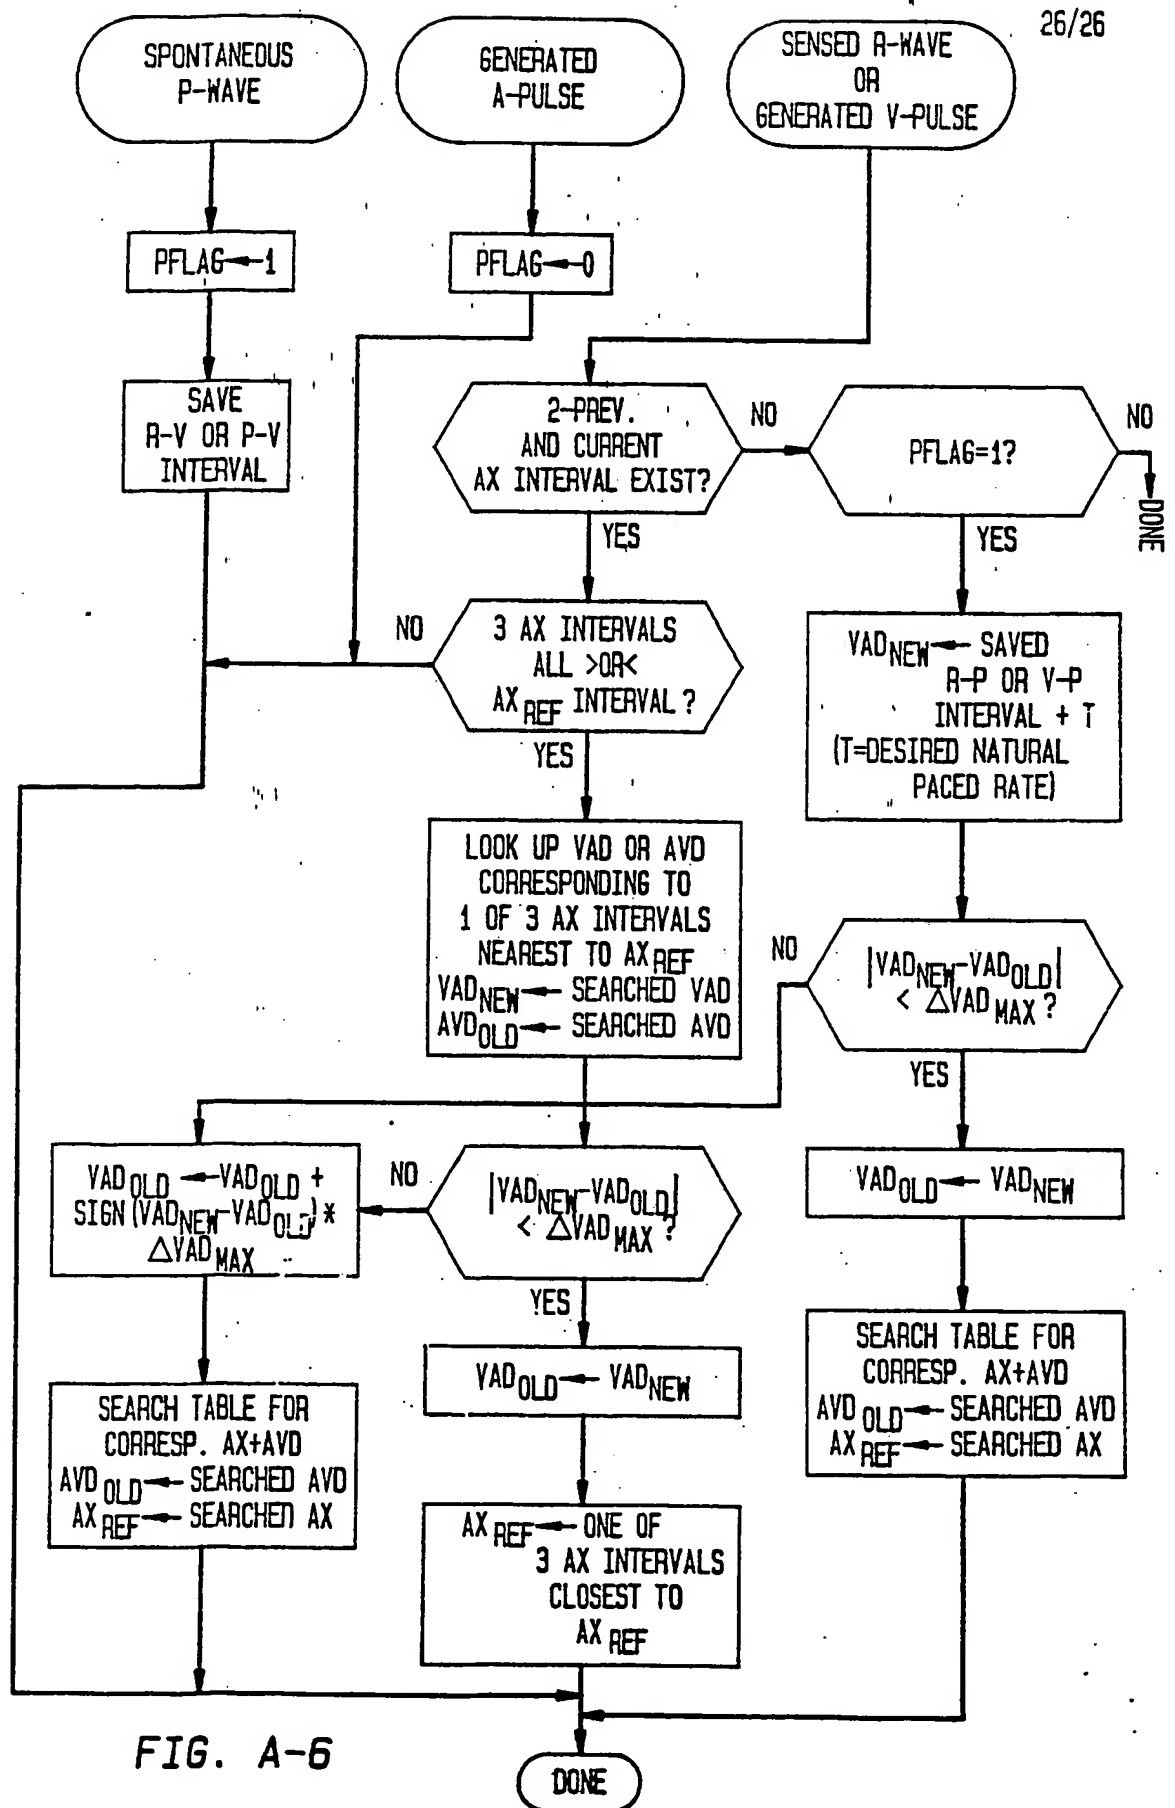 26/26
SPONTANEOUS
P-WAVE
GENERATED
A-PULSE
SENSED R-WAVE
OR
GENERATED V-PULSE
PFLAG←1
PFLAG←0
SAVE
R-V OR P-V
INTERVAL
2-PREV.
AND CURRENT
AX INTERVAL EXIST?
NO
PFLAG=1?
NO
DONE
YES
YES
3 AX INTERVALS
ALL >OR<
AX REF INTERVAL?
NO
YES
VAD NEW ← SAVED
R-P OR V-P
INTERVAL + T
(T=DESIRED NATURAL
PACED RATE)
LOOK UP VAD OR AVD
CORRESPONDING TO
1 OF 3 AX INTERVALS
NEAREST TO AX REF
VAD NEW ← SEARCHED VAD
AVD OLD ← SEARCHED AVD
NO
|VAD NEW-VAD OLD|
< △VAD MAX?
YES
VAD OLD ← VAD OLD +
SIGN(VAD NEW-VAD OLD)*
△VAD MAX
NO
|VAD NEW-VAD OLD|
< △VAD MAX?
YES
VAD OLD ← VAD NEW
VAD OLD ← VAD NEW
SEARCH TABLE FOR
CORRESP. AX+AVD
AVD OLD ← SEARCHED AVD
AX REF ← SEARCHED AX
SEARCH TABLE FOR
CORRESP. AX+AVD
AVD OLD ← SEARCHED AVD
AX REF ← SEARCHED AX
AX REF ← ONE OF
3 AX INTERVALS
CLOSEST TO
AX REF
FIG. A-6
DONE